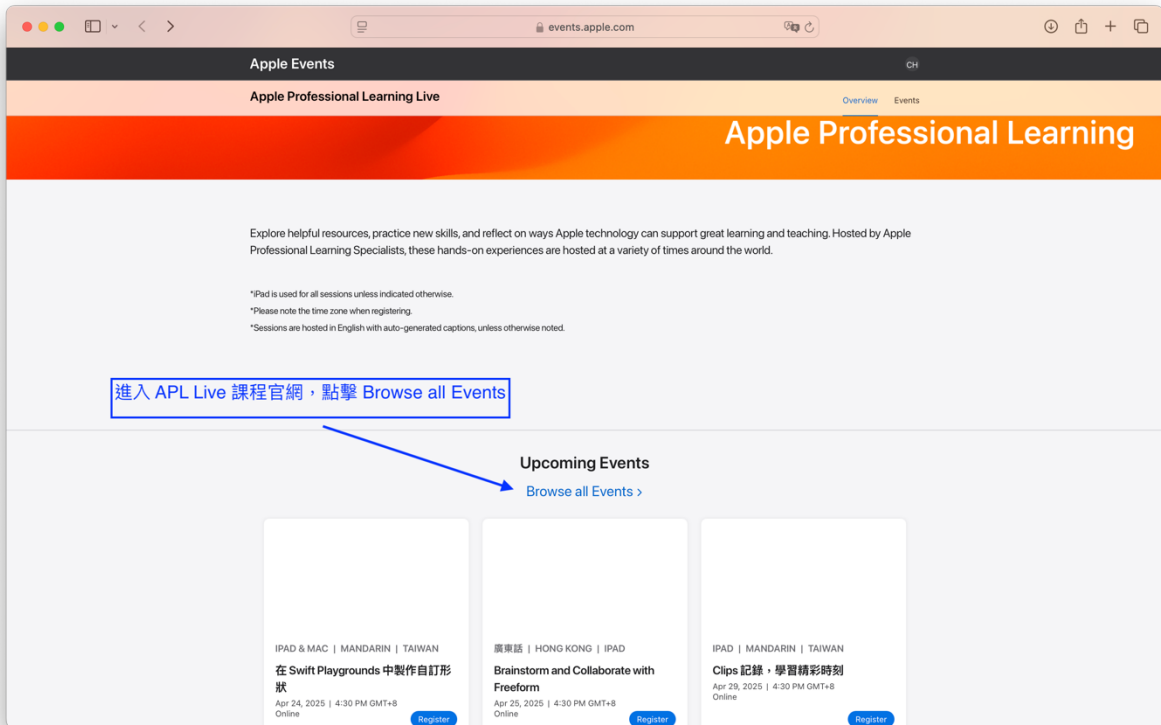 events.apple.com
Apple Events
CH
Apple Professional Learning Live
Overview
Events
Apple Professional Learning
Explore helpful resources, practice new skills, and reflect on ways Apple technology can support great learning and teaching. Hosted by Apple
Professional Learning Specialists, these hands-on experiences are hosted at a variety of times around the world.
*iPad is used for all sessions unless indicated otherwise.
*Please note the time zone when registering.
*Sessions are hosted in English with auto-generated captions, unless otherwise noted.
進入 APL Live 課程官網，點擊 Browse all Events
Upcoming Events
Browse all Events >
IPAD & MAC | MANDARIN | TAIWAN
在 Swift Playgrounds 中製作自訂形
狀
Apr 24, 2025 | 4:30 PM GMT+8
Online
Register
廣東話 | HONG KONG | IPAD
Brainstorm and Collaborate with
Freeform
Apr 25, 2025 | 4:30 PM GMT+8
Online
Register
IPAD | MANDARIN | TAIWAN
Clips 記錄，學習精彩時刻
Apr 29, 2025 | 4:30 PM GMT+8
Online
Register